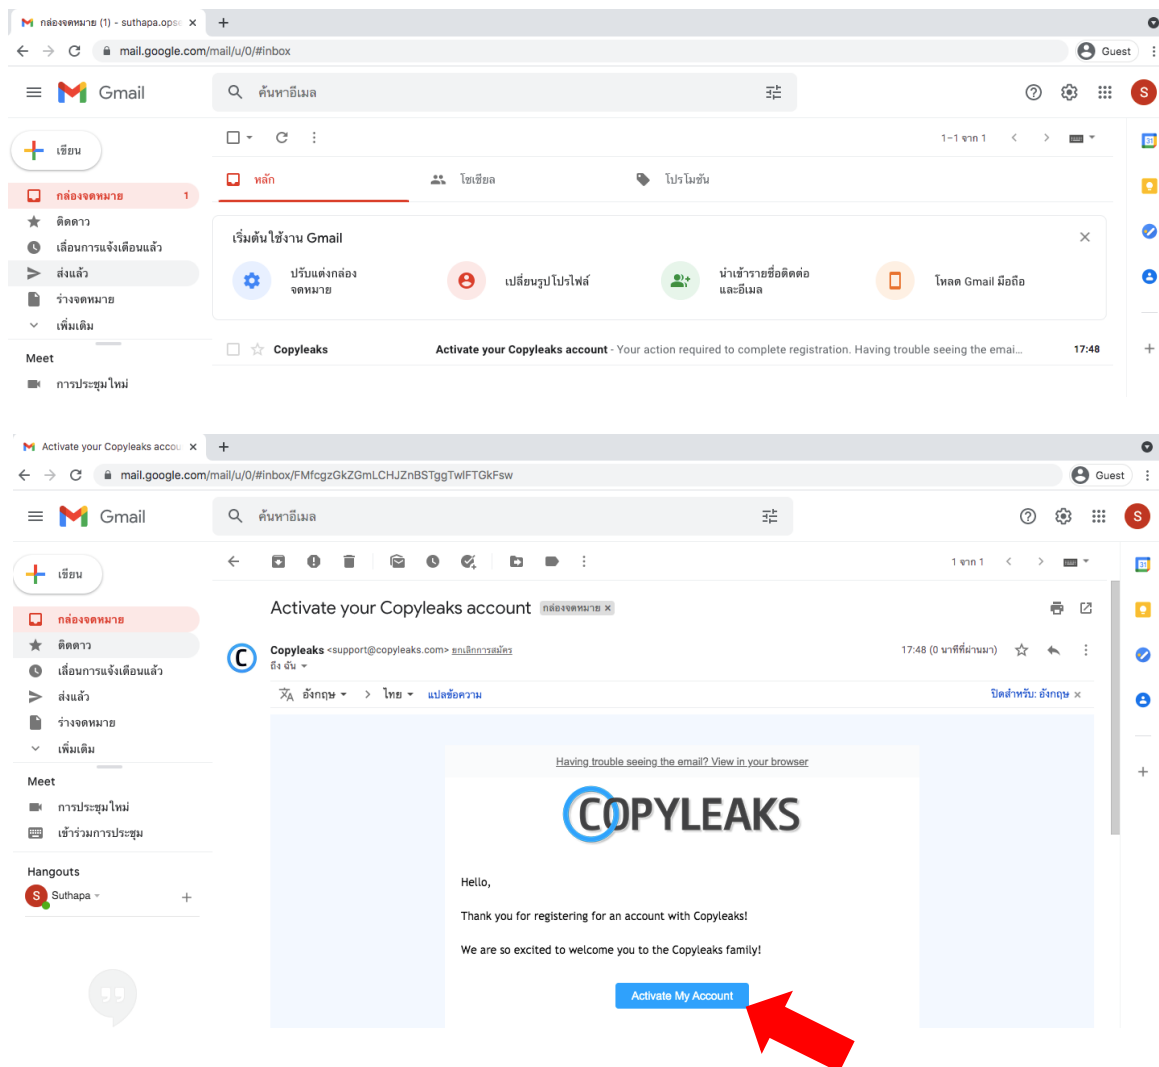 กล่องจดหมาย (1) - suthapa.opse
mail.google.com/mail/u/0/#inbox
Guest
Gmail
ค้นหาอีเมล
S
เขียน
1–1 จาก 1
31
หลัก
โซเชียล
โปรโมชัน
กล่องจดหมาย 1
ติดดาว
เลื่อนการแจ้งเตือนแล้ว
ส่งแล้ว
ร่างจดหมาย
เพิ่มเติม
เริ่มต้นใช้งาน Gmail
ปรับแต่งกล่อง
จดหมาย
เปลี่ยนรูปโปรไฟล์
นำเข้ารายชื่อติดต่อ
และอีเมล
โหลด Gmail มือถือ
Copyleaks Activate your Copyleaks account - Your action required to complete registration. Having trouble seeing the emai... 17:48
Meet
การประชุมใหม่
Activate your Copyleaks accou
mail.google.com/mail/u/0/#inbox/FMfcgzGkZGmLCHJZnBSTggTwlFTGkFsw
Guest
Gmail
ค้นหาอีเมล
S
เขียน
1 จาก 1
31
กล่องจดหมาย
ติดดาว
เลื่อนการแจ้งเตือนแล้ว
ส่งแล้ว
ร่างจดหมาย
เพิ่มเติม
Meet
การประชุมใหม่
เข้าร่วมการประชุม
Hangouts
S Suthapa
Activate your Copyleaks account กล่องจดหมาย ×
Copyleaks <support@copyleaks.com> ยกเลิกการสมัคร
17:48 (0 นาทีที่ผ่านมา)
ถึง ฉัน
อังกฤษ > ไทย แปลข้อความ
ปิดสำหรับ: อังกฤษ ×
Having trouble seeing the email? View in your browser
COPYLEAKS
Hello,
Thank you for registering for an account with Copyleaks!
We are so excited to welcome you to the Copyleaks family!
Activate My Account